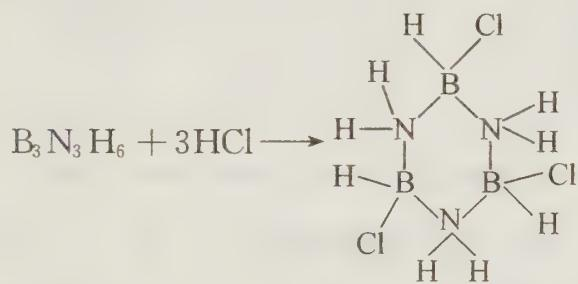 H Cl
H B
B₃N₃H₆+3HCl⟶ H N N H
H
H B B Cl
Cl N H
H H